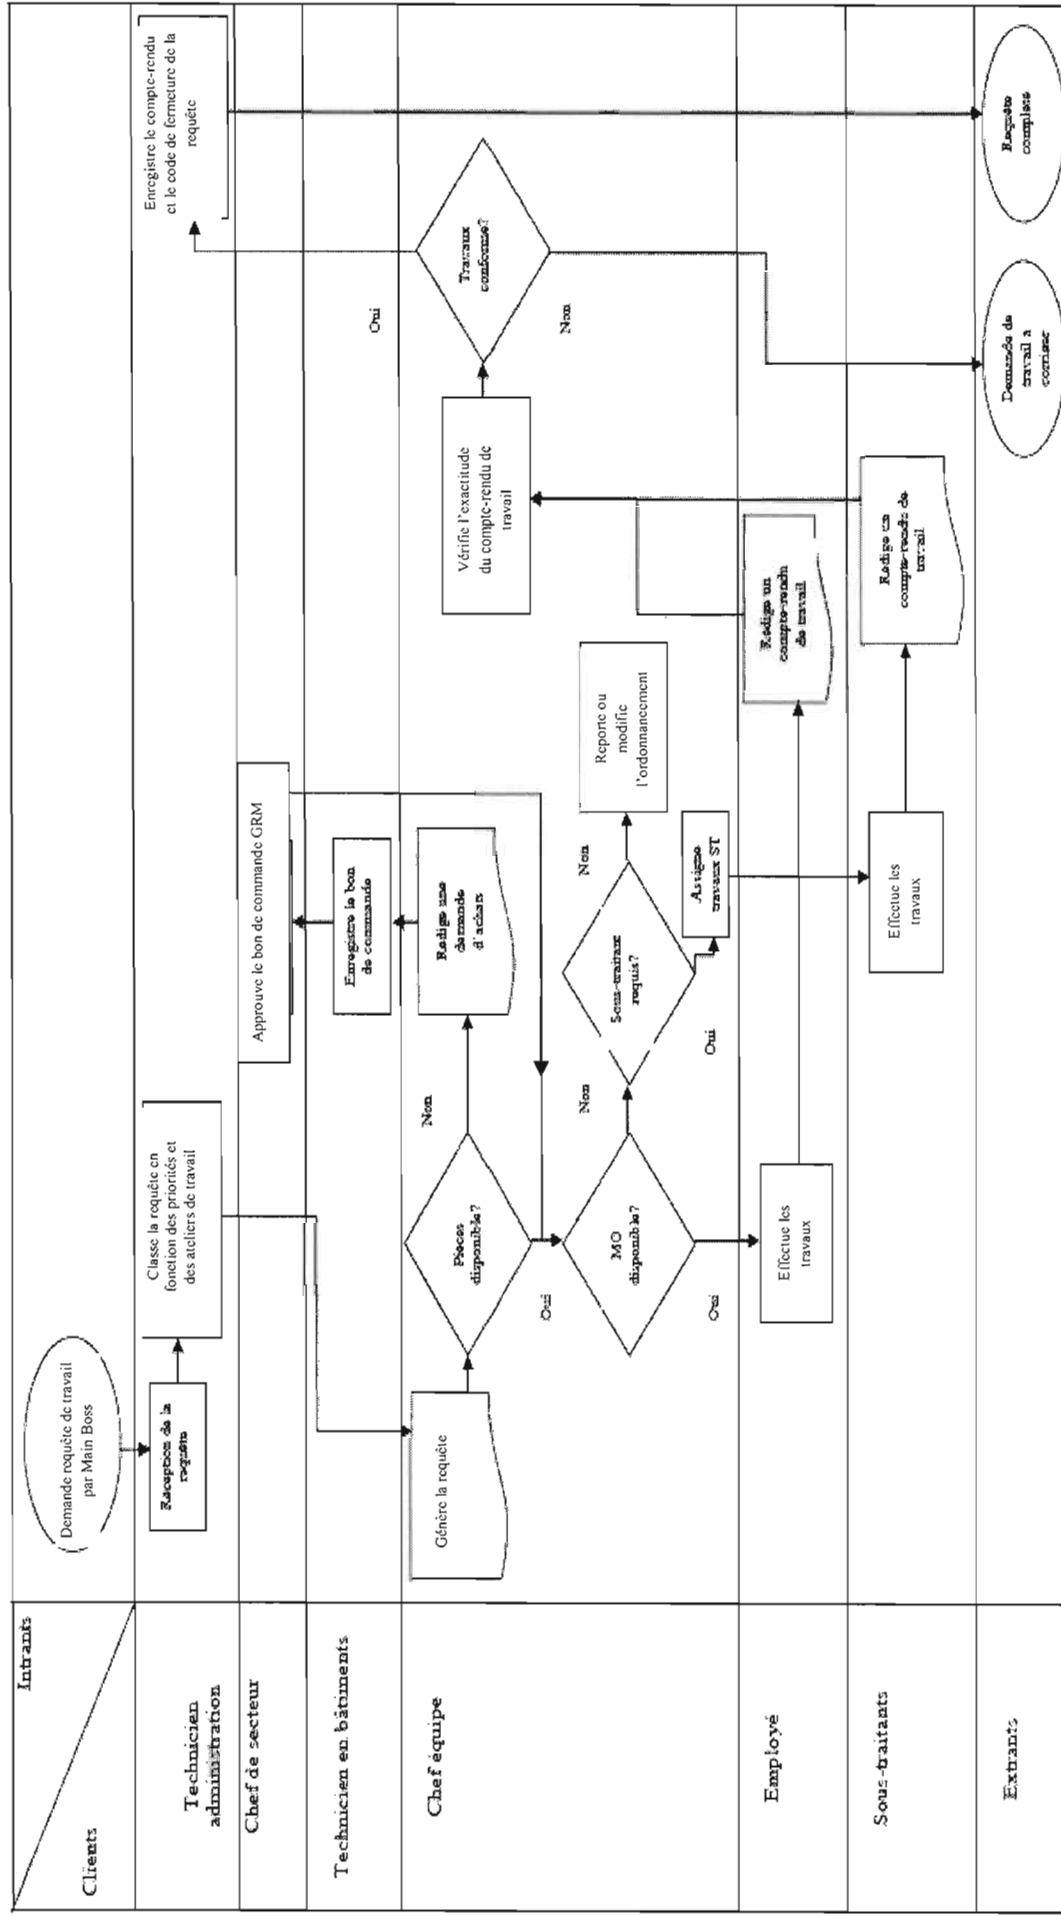 Intrants
Clients
Demande requête de travail
par Main Boss
Technicien
administration
Réception de la
requête
Classe la requête en
fonction des priorités et
des ateliers de travail
Enregistre le compte-rendu
et le code de fermeture de la
requête
Chef de secteur
Approuve le bon de commande GRM
Technicien en bâtiments
Enregistre le bon
de commande
Chef équipe
Génère la requête
Pièces
disponible?
Non
Oui
Rédige une
demande
d'achats
MO
disponible?
Non
Oui
Sous-traitant
requis?
Non
Oui
Reporte ou
modifie
l'ordonnancement
Assigne
travaux ST
Vérifie l'exactitude
du compte-rendu de
travail
Travaux
conforme?
Oui
Non
Employé
Effectue les
travaux
Rédige un
compte-rendu
de travail
Sous-traitants
Effectue les
travaux
Rédige un
compte-rendu de
travail
Extrants
Demande de
travail a
corriger
Requête
complete